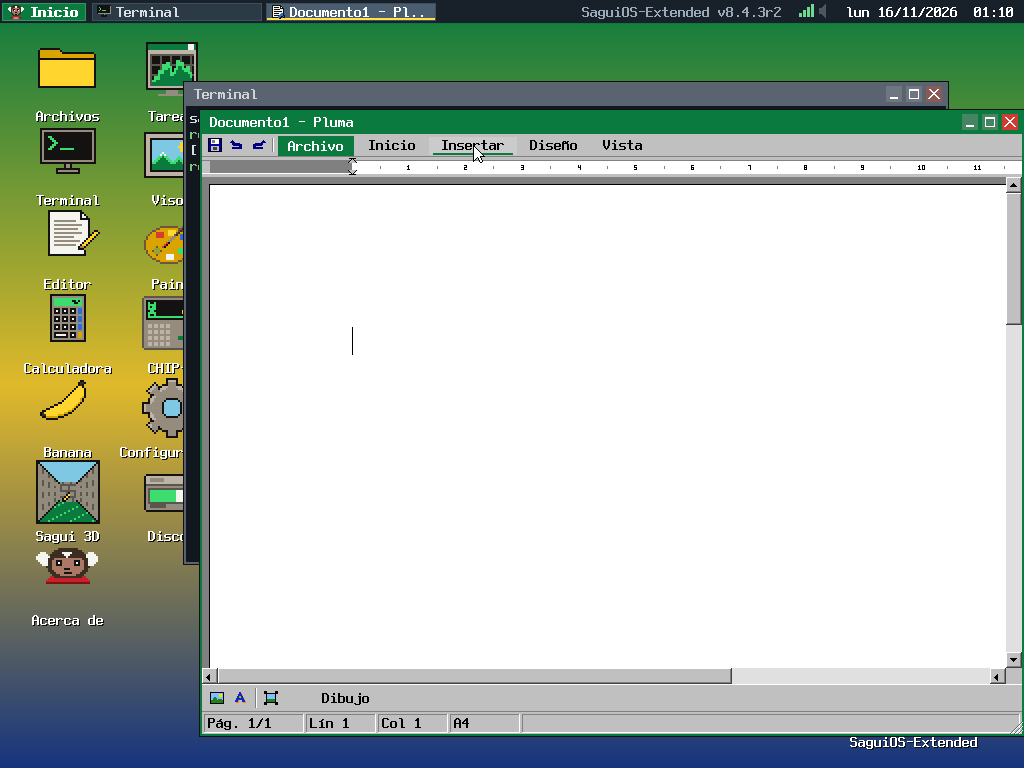 Inicio Terminal Documento1 - Pl.. SaguiOS-Extended v8.4.3r2 lun 16/11/2026 01:10
Archivos
Terminal
Editor
Calculadora
Banana
Sagui 3D
Acerca de
Terminal
Documento1 - Pluma
Archivo Inicio Insertar Diseño Vista
1 2 3 4 5 6 7 8 9 10 11
Dibujo
Pág. 1/1 Lín 1 Col 1 A4
SaguiOS-Extended